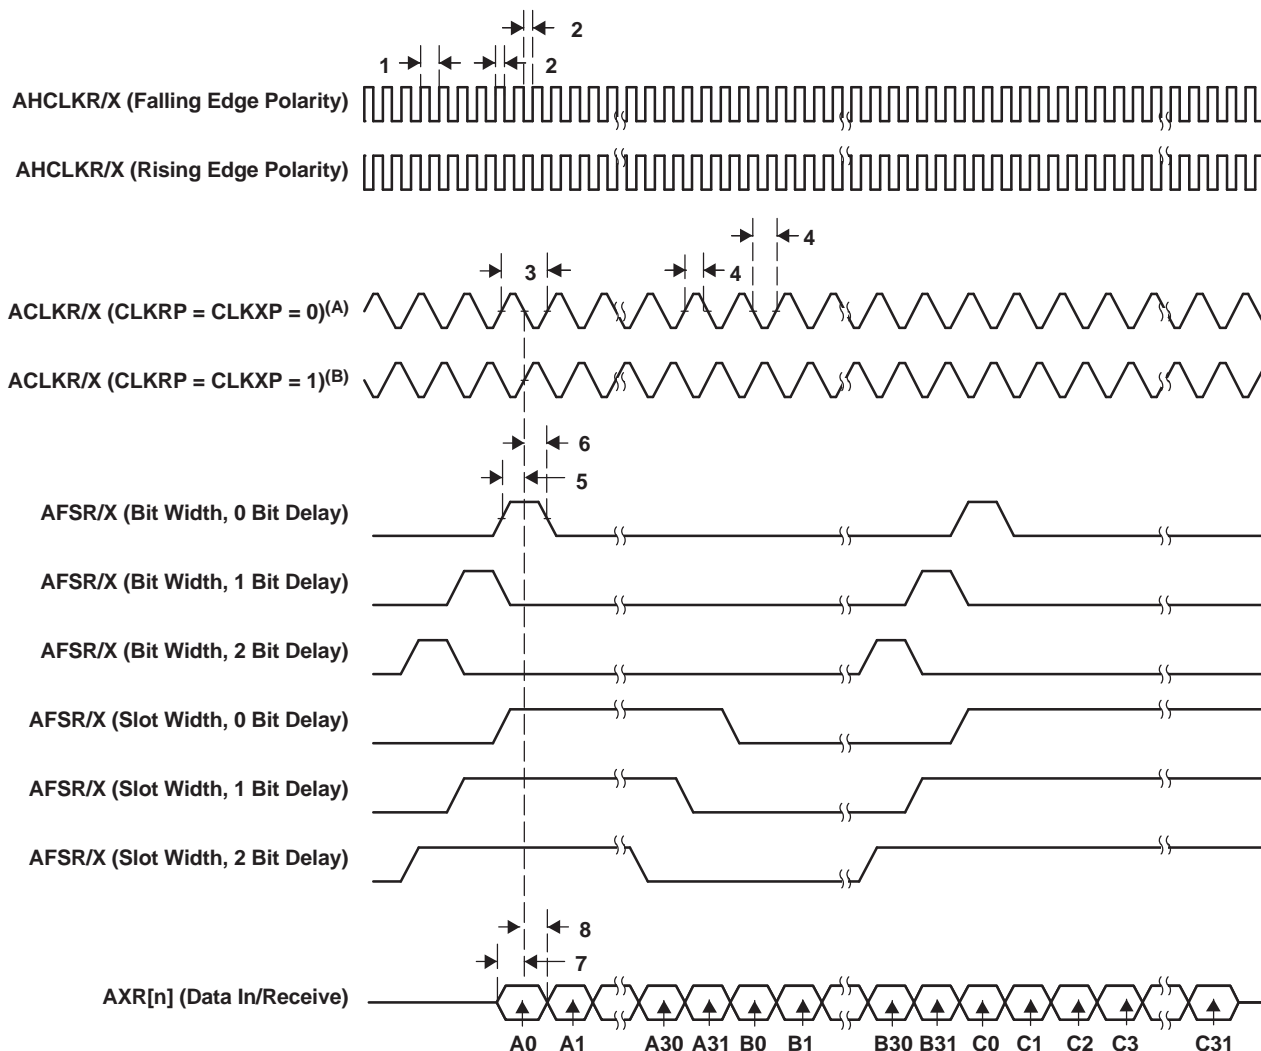 2
1
2
AHCLKR/X (Falling Edge Polarity)
AHCLKR/X (Rising Edge Polarity)
4
3
4
ACLKR/X (CLKRP = CLKXP = 0)(A)
ACLKR/X (CLKRP = CLKXP = 1)(B)
6
5
AFSR/X (Bit Width, 0 Bit Delay)
AFSR/X (Bit Width, 1 Bit Delay)
AFSR/X (Bit Width, 2 Bit Delay)
AFSR/X (Slot Width, 0 Bit Delay)
AFSR/X (Slot Width, 1 Bit Delay)
AFSR/X (Slot Width, 2 Bit Delay)
8
7
AXR[n] (Data In/Receive)
A0 A1 A30 A31 B0 B1 B30 B31 C0 C1 C2 C3 C31